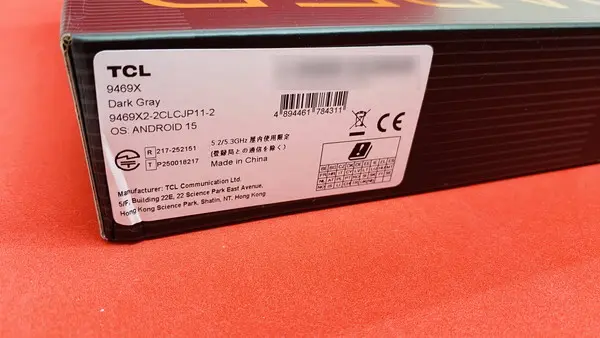 TCL
9469X
Dark Gray
9469X2-2CLCJP11-2
OS: ANDROID 15
4 894461 784311
R 217-252151
T P250018217
5.2/5.3GHz 屋内使用限定
(登録局との通信を除く)
Made in China
CE
Manufacturer: TCL Communication Ltd.
5/F, Building 22E, 22 Science Park East Avenue,
Hong Kong Science Park, Shatin, NT, Hong Kong